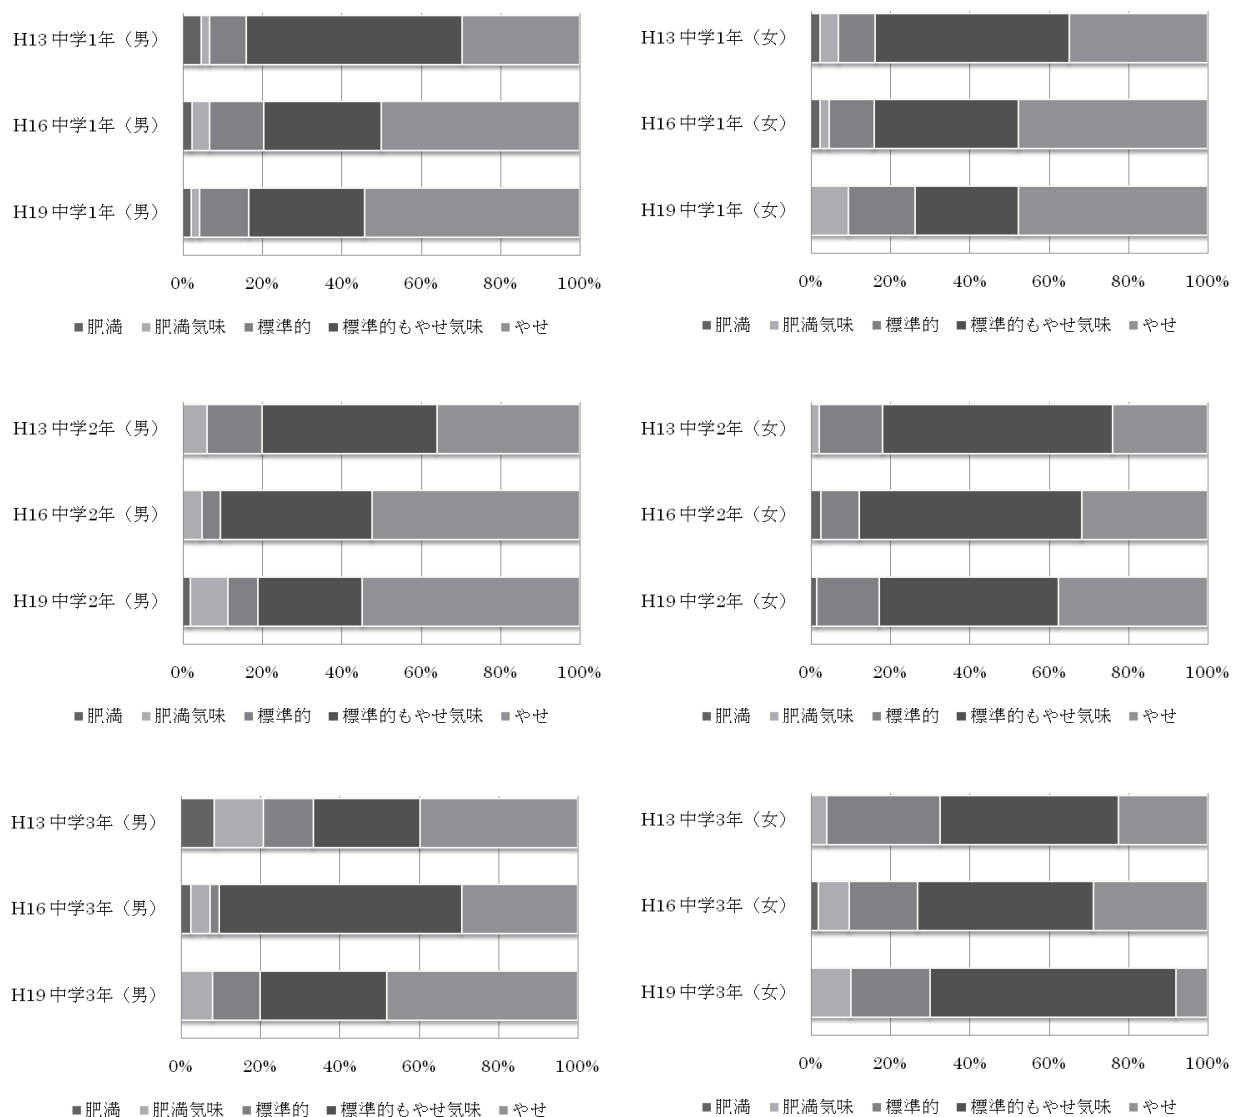 H13 中学1年（男）
H16 中学1年（男）
H19 中学1年（男）
0% 20% 40% 60% 80% 100%
■肥満 ■肥満気味 ■標準的 ■標準的もやせ気味 ■やせ
H13 中学1年（女）
H16 中学1年（女）
H19 中学1年（女）
0% 20% 40% 60% 80% 100%
■肥満 ■肥満気味 ■標準的 ■標準的もやせ気味 ■やせ
H13 中学2年（男）
H16 中学2年（男）
H19 中学2年（男）
0% 20% 40% 60% 80% 100%
■肥満 ■肥満気味 ■標準的 ■標準的もやせ気味 ■やせ
H13 中学2年（女）
H16 中学2年（女）
H19 中学2年（女）
0% 20% 40% 60% 80% 100%
■肥満 ■肥満気味 ■標準的 ■標準的もやせ気味 ■やせ
H13 中学3年（男）
H16 中学3年（男）
H19 中学3年（男）
0% 20% 40% 60% 80% 100%
■肥満 ■肥満気味 ■標準的 ■標準的もやせ気味 ■やせ
H13 中学3年（女）
H16 中学3年（女）
H19 中学3年（女）
0% 20% 40% 60% 80% 100%
■肥満 ■肥満気味 ■標準的 ■標準的もやせ気味 ■やせ